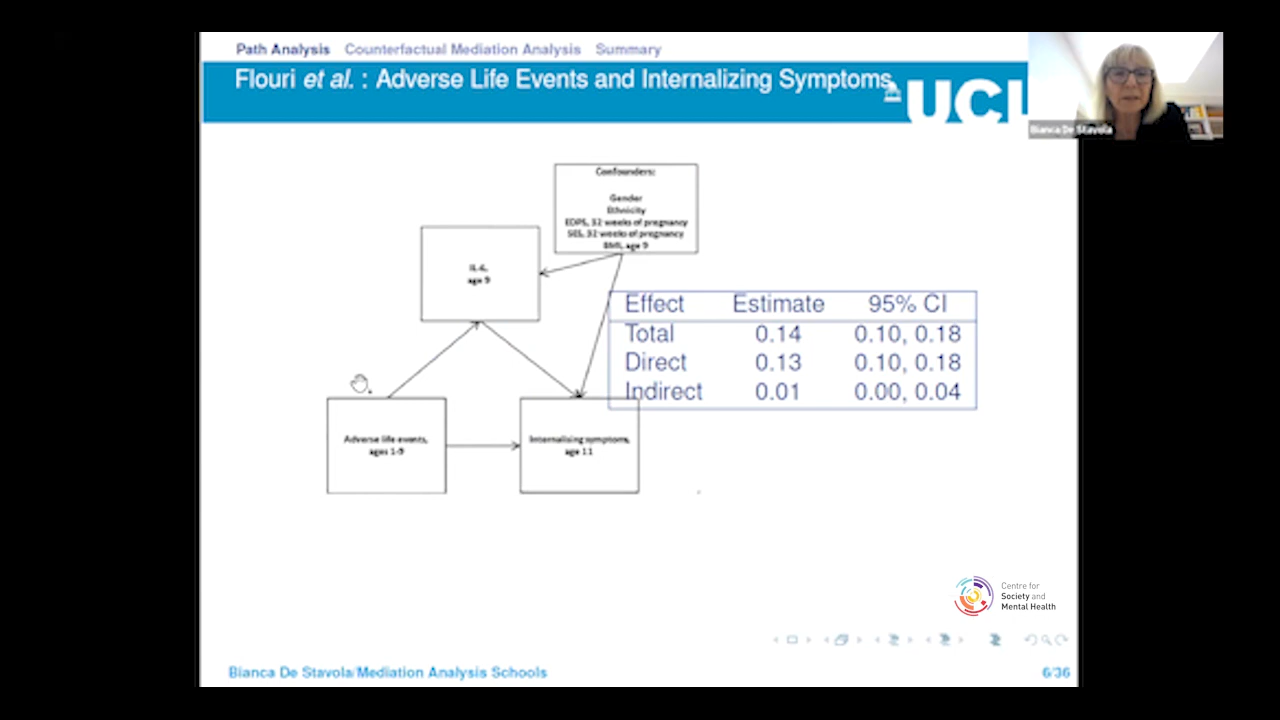 Path Analysis Counterfactual Mediation Analysis Summary
Flouri et al. : Adverse Life Events and Internalizing Symptoms
UCL
Bianca De Stavola
Confounders:
Gender
Ethnicity
EDPS, 32 weeks of pregnancy
SES, 32 weeks of pregnancy
BMI, age 9
IL-6,
age 9
Effect Estimate 95% CI
Total 0.14 0.10, 0.18
Direct 0.13 0.10, 0.18
Indirect 0.01 0.00, 0.04
Adverse life events,
ages 1-9
Internalising symptoms,
age 11
Centre for
Society and
Mental Health
Bianca De Stavola/Mediation Analysis Schools
6/36